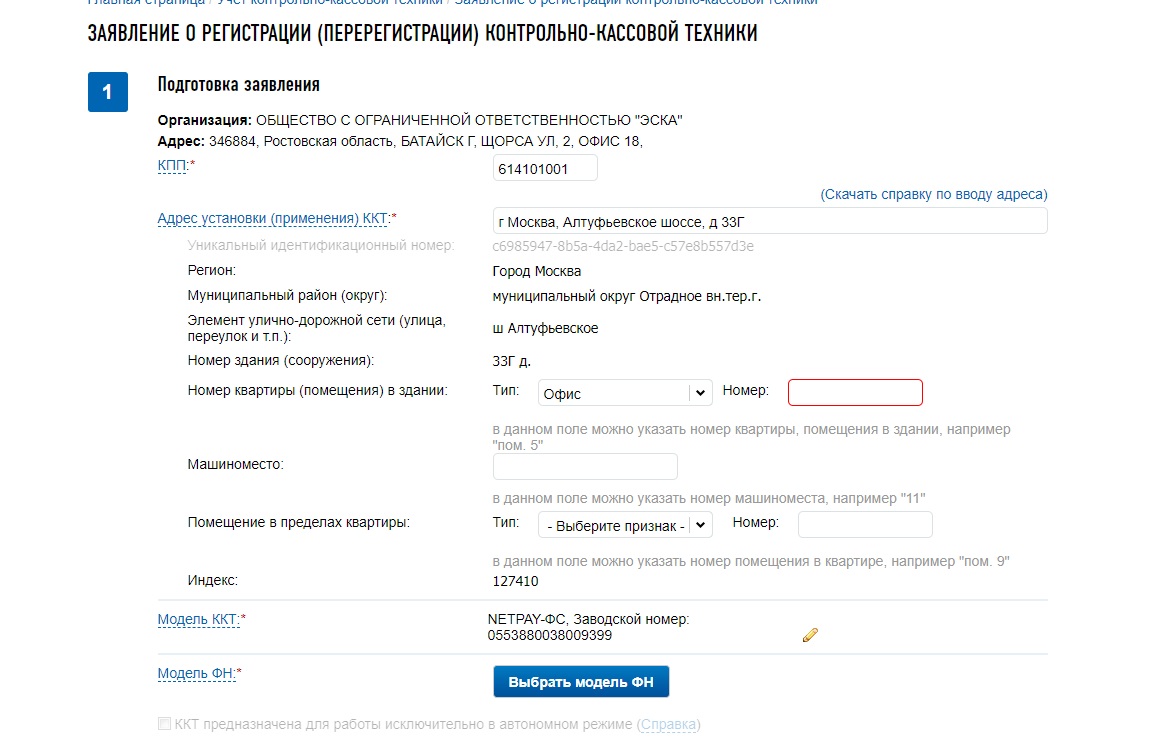 Главная страница / Учет контрольно-кассовой техники / Заявление о регистрации контрольно-кассовой техники
ЗАЯВЛЕНИЕ О РЕГИСТРАЦИИ (ПЕРЕРЕГИСТРАЦИИ) КОНТРОЛЬНО-КАССОВОЙ ТЕХНИКИ
1 Подготовка заявления
Организация: ОБЩЕСТВО С ОГРАНИЧЕННОЙ ОТВЕТСТВЕННОСТЬЮ "ЭСКА"
Адрес: 346884, Ростовская область, БАТАЙСК Г, ЩОРСА УЛ, 2, ОФИС 18,
КПП:* 614101001
(Скачать справку по вводу адреса)
Адрес установки (применения) ККТ:* г Москва, Алтуфьевское шоссе, д 33Г
Уникальный идентификационный номер: c6985947-8b5a-4da2-bae5-c57e8b557d3e
Регион: Город Москва
Муниципальный район (округ): муниципальный округ Отрадное вн.тер.г.
Элемент улично-дорожной сети (улица,
переулок и т.п.): ш Алтуфьевское
Номер здания (сооружения): 33Г д.
Номер квартиры (помещения) в здании: Тип: Офис Номер:
в данном поле можно указать номер квартиры, помещения в здании, например
"пом. 5"
Машиноместо:
в данном поле можно указать номер машиноместа, например "11"
Помещение в пределах квартиры: Тип: - Выберите признак - Номер:
в данном поле можно указать номер помещения в квартире, например "пом. 9"
Индекс: 127410
Модель ККТ:* NETPAY-ФС, Заводской номер:
0553880038009399
Модель ФН:* Выбрать модель ФН
ККТ предназначена для работы исключительно в автономном режиме (Справка)